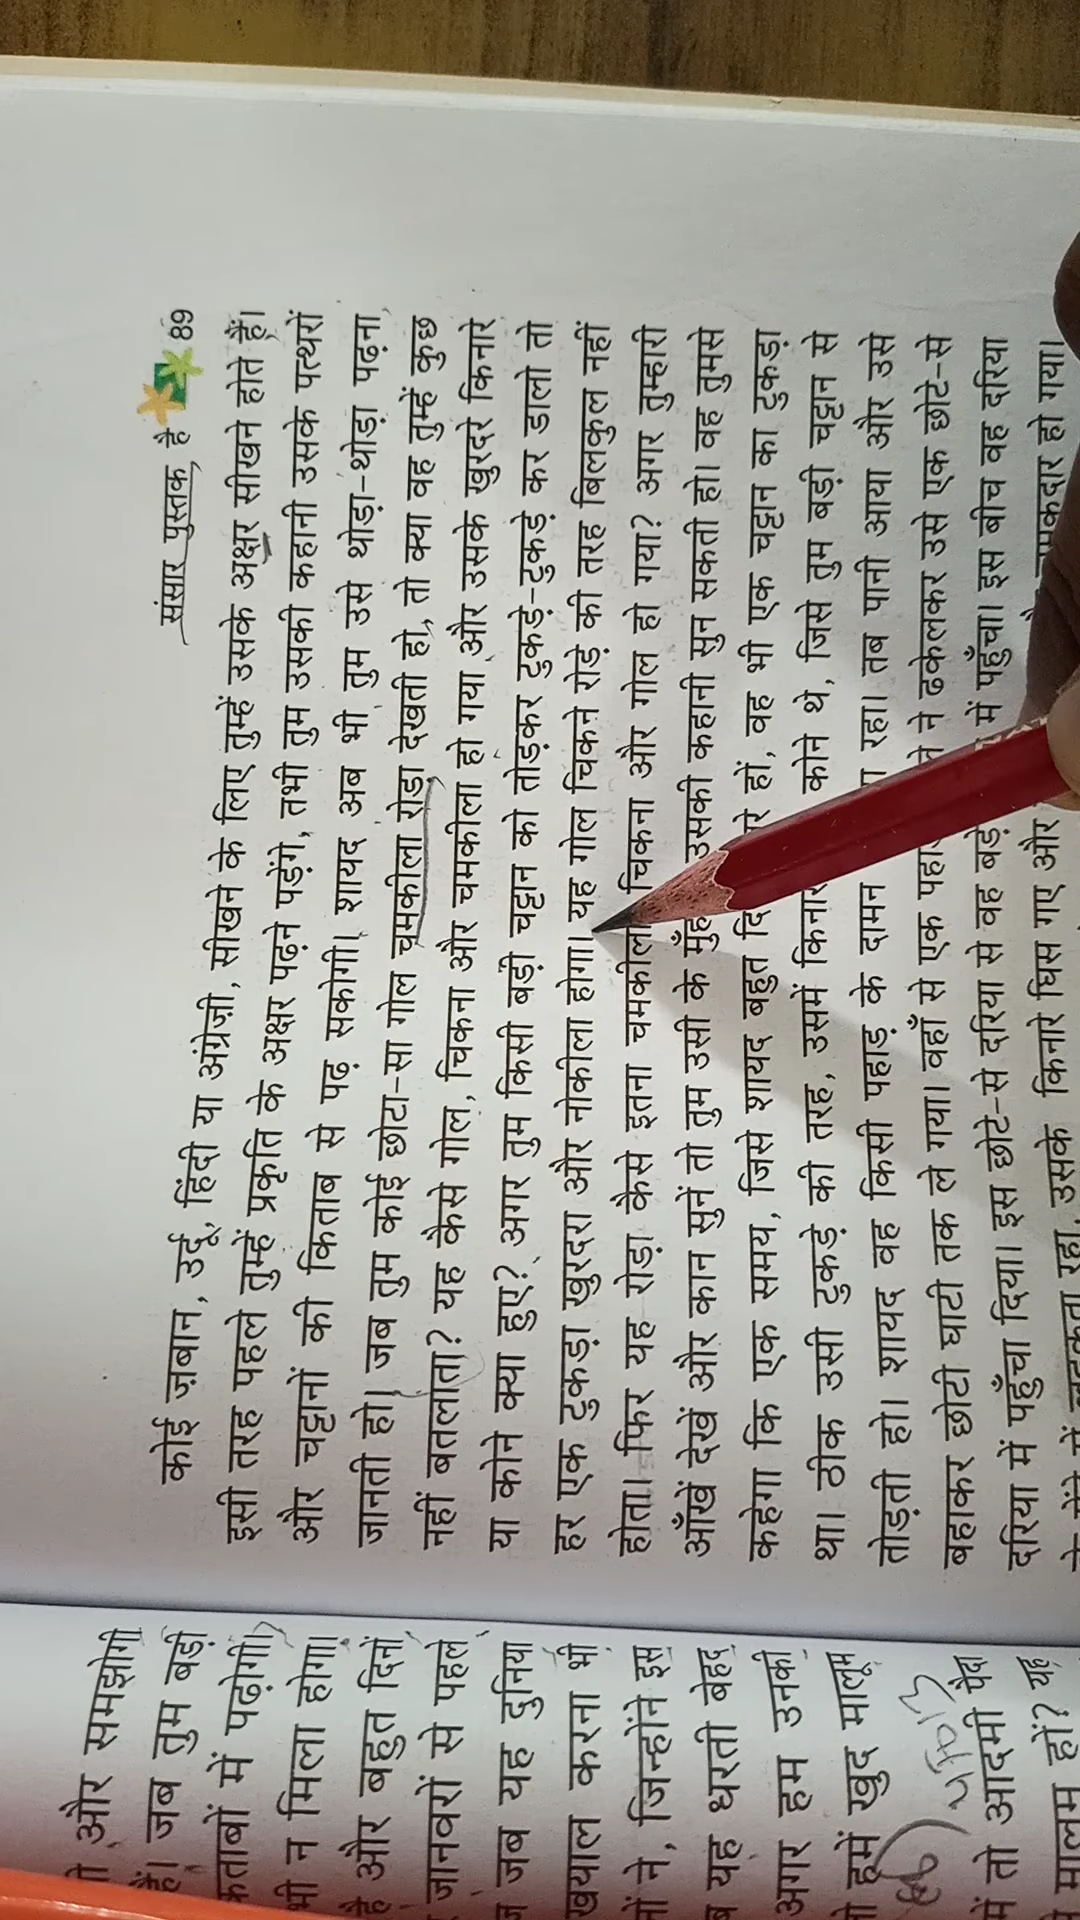 संसार पुस्तक है 89
कोई ज़बान, उर्दू, हिंदी या अंग्रेज़ी, सीखने के लिए तुम्हें उसके अक्षर सीखने होते हैं।
इसी तरह पहले तुम्हें प्रकृति के अक्षर पढ़ने पड़ेंगे, तभी तुम उसकी कहानी उसके पत्थरों
और चट्टानों की किताब से पढ़ सकोगी। शायद अब भी तुम उसे थोड़ा-थोड़ा पढ़ना
जानती हो। जब तुम कोई छोटा-सा गोल चमकीला रोड़ा देखती हो, तो क्या वह तुम्हें कुछ
नहीं बतलाता? यह कैसे गोल, चिकना और चमकीला हो गया और उसके खुरदरे किनारे
या कोने क्या हुए? अगर तुम किसी बड़ी चट्टान को तोड़कर टुकड़े-टुकड़े कर डालो तो
हर एक टुकड़ा खुरदरा और नोकीला होगा। यह गोल चिकने रोड़े की तरह बिलकुल नहीं
होता। फिर यह रोड़ा कैसे इतना चमकीला चिकना और गोल हो गया? अगर तुम्हारी
आँखें देखें और कान सुनें तो तुम उसी के मुँह उसकी कहानी सुन सकती हो। वह तुमसे
कहेगा कि एक समय, जिसे शायद बहुत हों, वह भी एक चट्टान का टुकड़ा
था। ठीक उसी टुकड़े की तरह, उसमें किनारे कोने थे, जिसे तुम बड़ी चट्टान से
तोड़ती हो। शायद वह किसी पहाड़ के दामन रहा। तब पानी आया और उसे
बहाकर छोटी घाटी तक ले गया। वहाँ से एक ने ढकेलकर उसे एक छोटे-से
दरिया में पहुँचा दिया। इस छोटे-से दरिया से वह बड़े में पहुँचा। इस बीच वह दरिया
लुढ़कता रहा, उसके किनारे घिस गए और चमकदार हो गया।
और समझोगी
जब तुम बड़ी
में पढ़ोगी।
न मिला होगा।
है और बहुत दिनों
जानवरों से पहले
जब यह दुनिया
खयाल करना भी
ने, जिन्होंने इस
यह धरती बेहद
अगर हम उनकी
हमें खुद मालूम
में तो आदमी पैदा
हों? यह